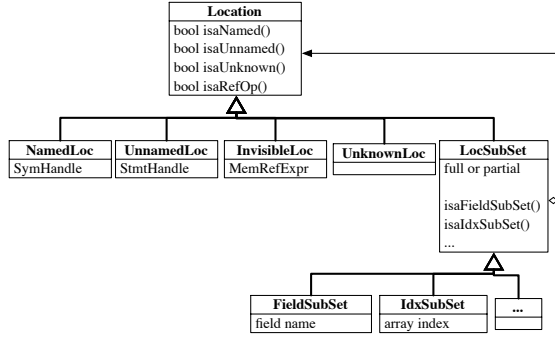 Location
bool isaNamed()
bool isaUnnamed()
bool isaUnknown()
bool isaRefOp()
NamedLoc
SymHandle
UnnamedLoc
StmtHandle
InvisibleLoc
MemRefExpr
UnknownLoc
LocSubSet
full or partial
isaFieldSubSet()
isaIdxSubSet()
...
FieldSubSet
field name
IdxSubSet
array index
...